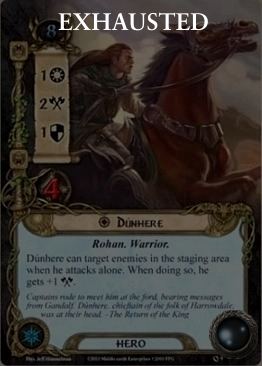 EXHAUSTED
8
1
2
1
4
Dúnhere
Rohan. Warrior.
Dúnhere can target enemies in the staging area
when he attacks alone. When doing so, he
gets +1
Captains rode to meet him at the ford, bearing messages
from Gandalf. Dúnhere, chieftain of the folk of Harrowdale,
was at their head. –The Return of the King
HERO